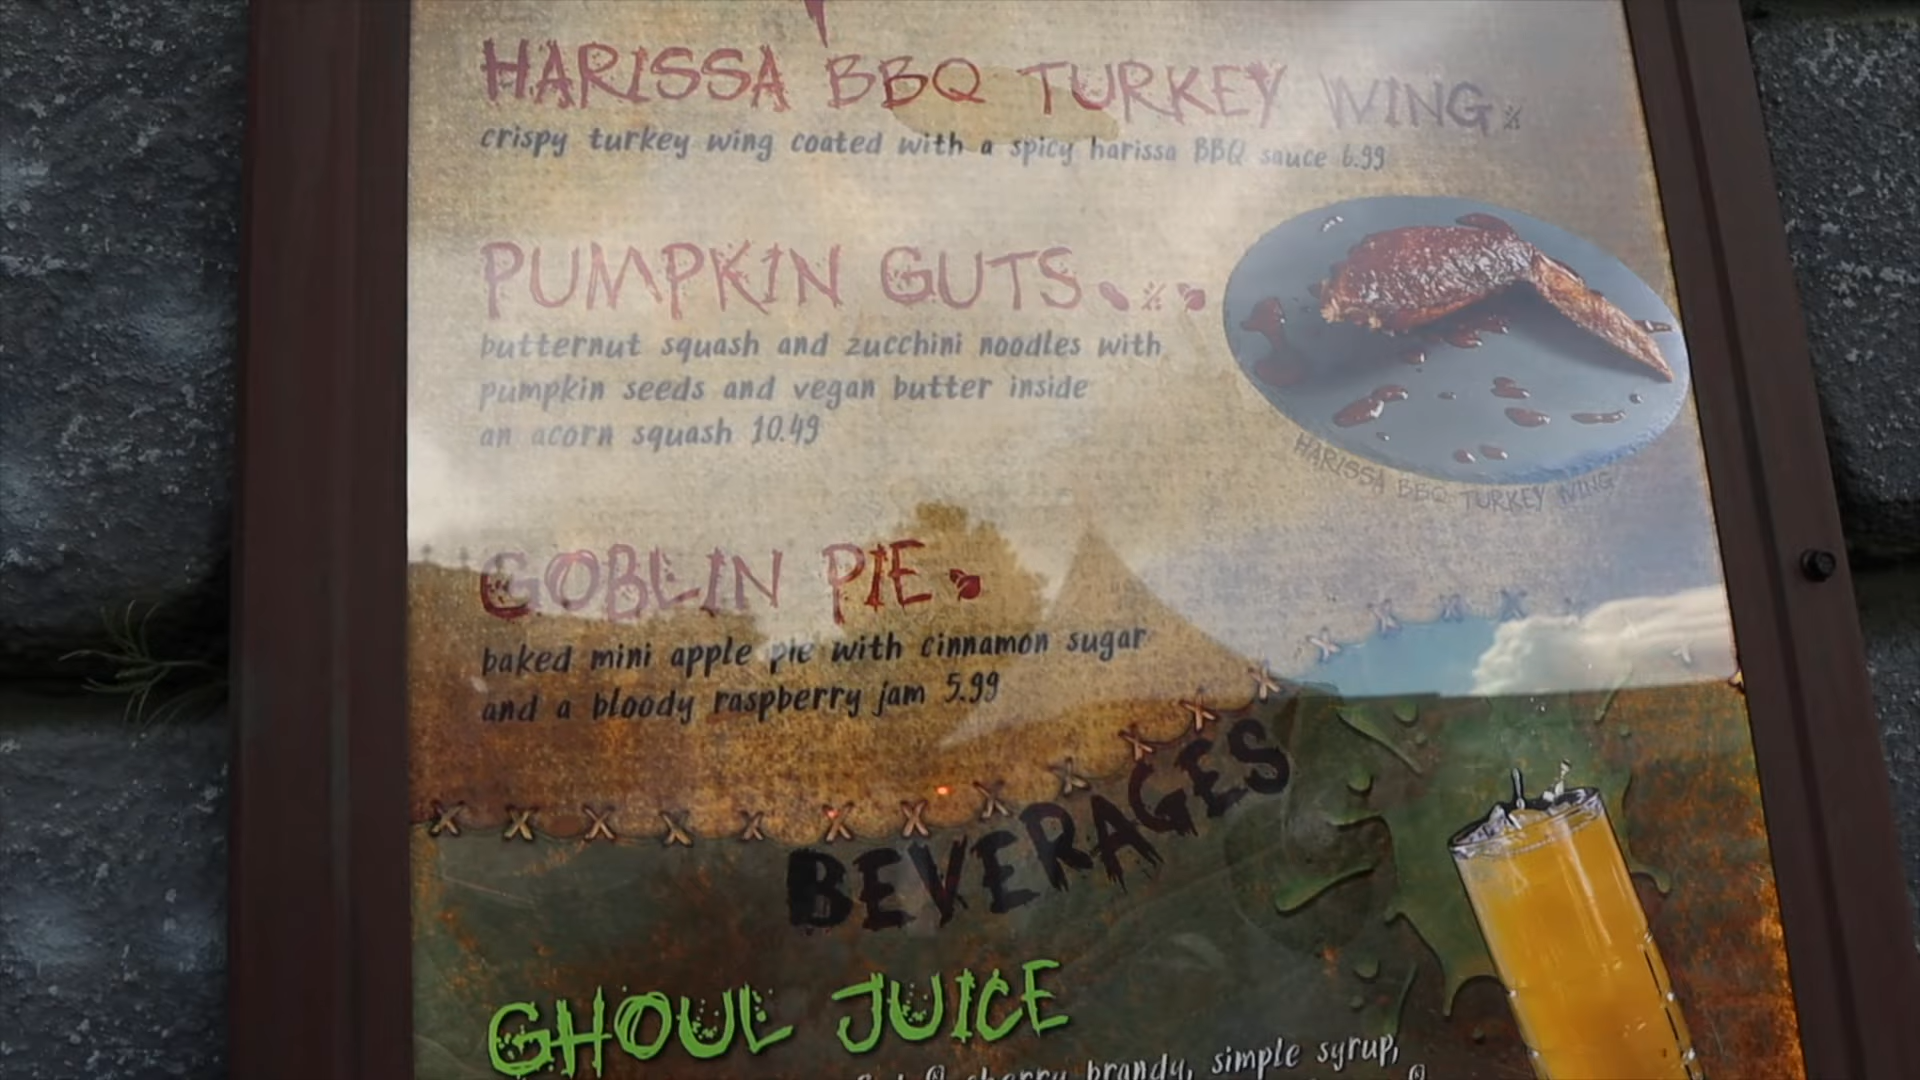 HARISSA BBQ TURKEY WING
crispy turkey wing coated with a spicy harissa BBQ sauce 6.99
PUMPKIN GUTS
butternut squash and zucchini noodles with
pumpkin seeds and vegan butter inside
an acorn squash 10.49
HARISSA BBQ TURKEY WING
GOBLIN PIE
baked mini apple pie with cinnamon sugar
and a bloody raspberry jam 5.99
BEVERAGES
GHOUL JUICE
cherry brandy, simple syrup,